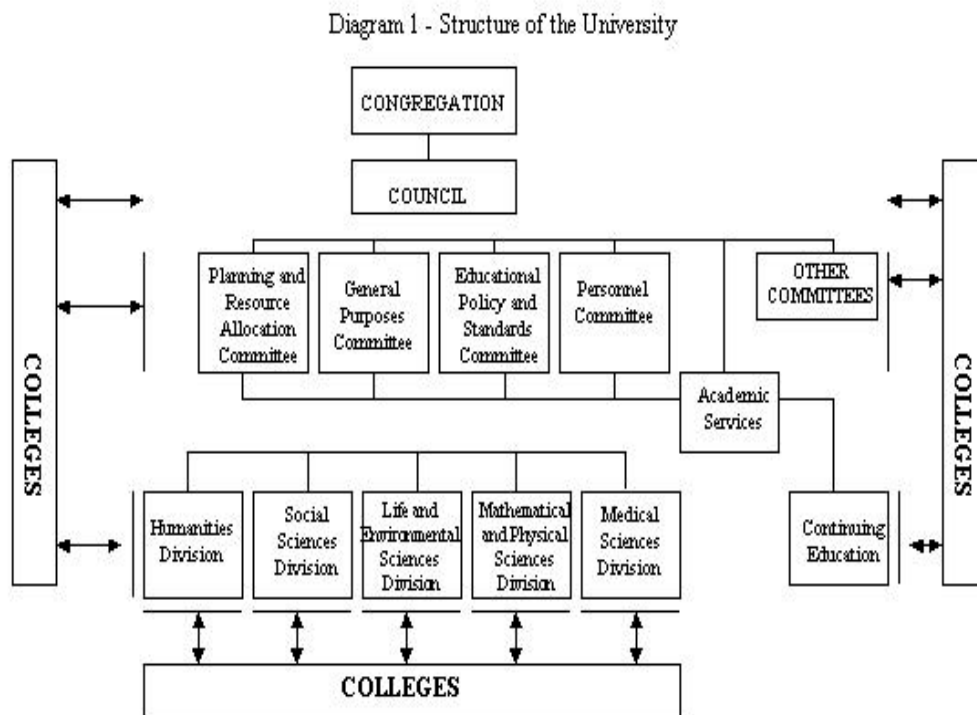 Diagram 1 - Structure of the University
CONGREGATION
COUNCIL
COLLEGES
Planning and
Resource
Allocation
Committee
General
Purposes
Committee
Educational
Policy and
Standards
Committee
Personnel
Committee
OTHER
COMMITTEES
COLLEGES
Academic
Services
Humanities
Division
Social
Sciences
Division
Life and
Environmental
Sciences
Division
Mathematical
and Physical
Sciences
Division
Medical
Sciences
Division
Continuing
Education
COLLEGES